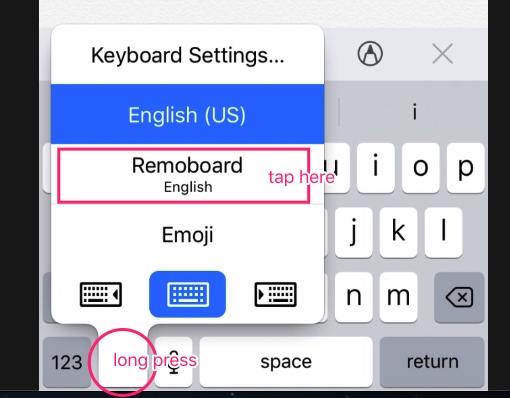 Keyboard Settings...
English (US)
i
Remoboard
English
tap here
u i o p
Emoji
j k l
n m
123
long press
space
return